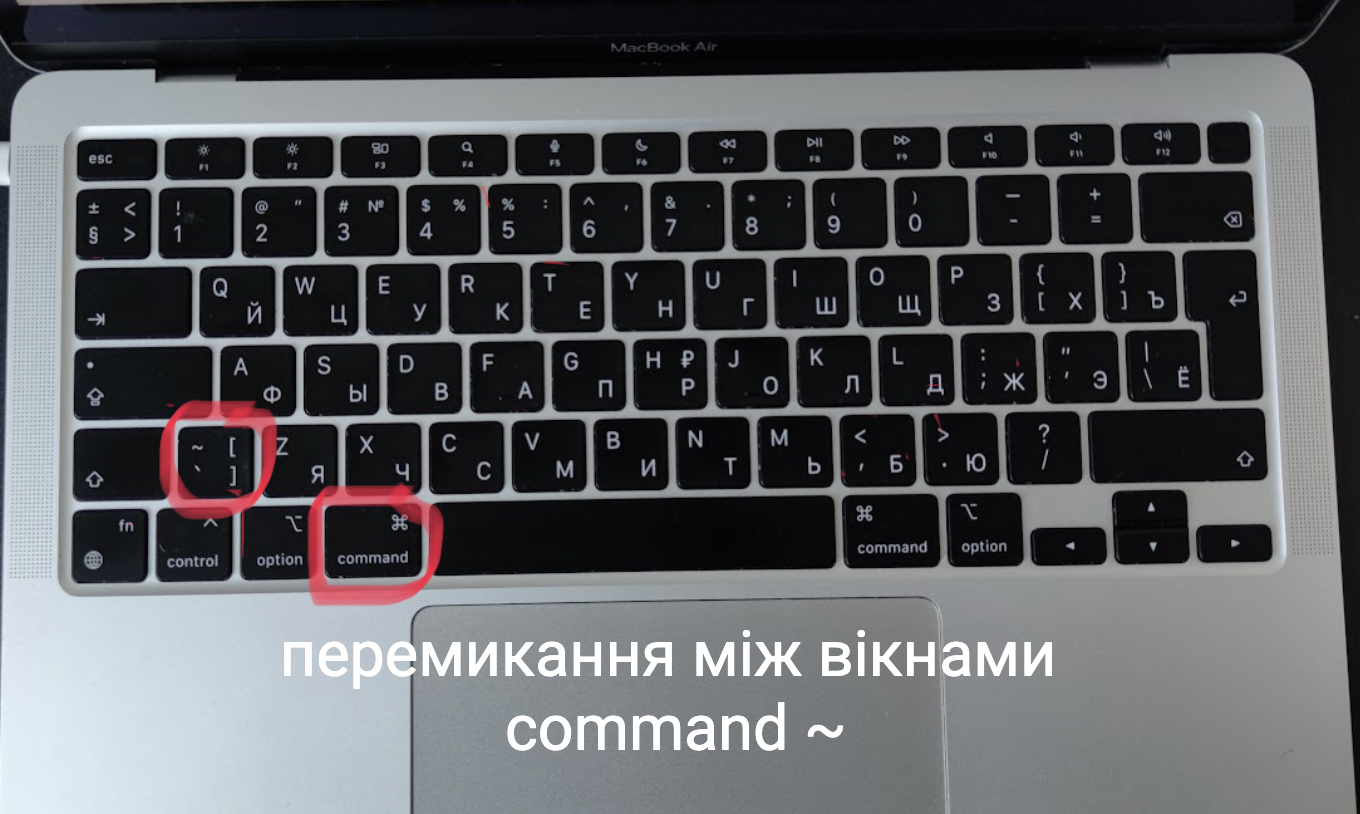 MacBook Air
esc F1 F2 F3 F4 F5 F6 F7 F8 F9 F10 F11 F12
± < ! @ " # № $ % % : ^ , & . * ; ( ) — +
§ > 1 2 3 4 5 6 7 8 9 0 - =
Q W E R T Y U I O P { }
Й Ц У К Е Н Г Ш Щ З [ Х ] Ъ
A S D F G H ₽ J K L : " |
Ф Ы В А П Р О Л Д ; Ж ' Э \ Ё
~ [ Z X C V B N M < > ?
` ] Я Ч С М И Т Ь , Б . Ю /
fn ^ ⌥ ⌘ ⌘ ⌥
control option command command option
перемикання між вікнами
command ~